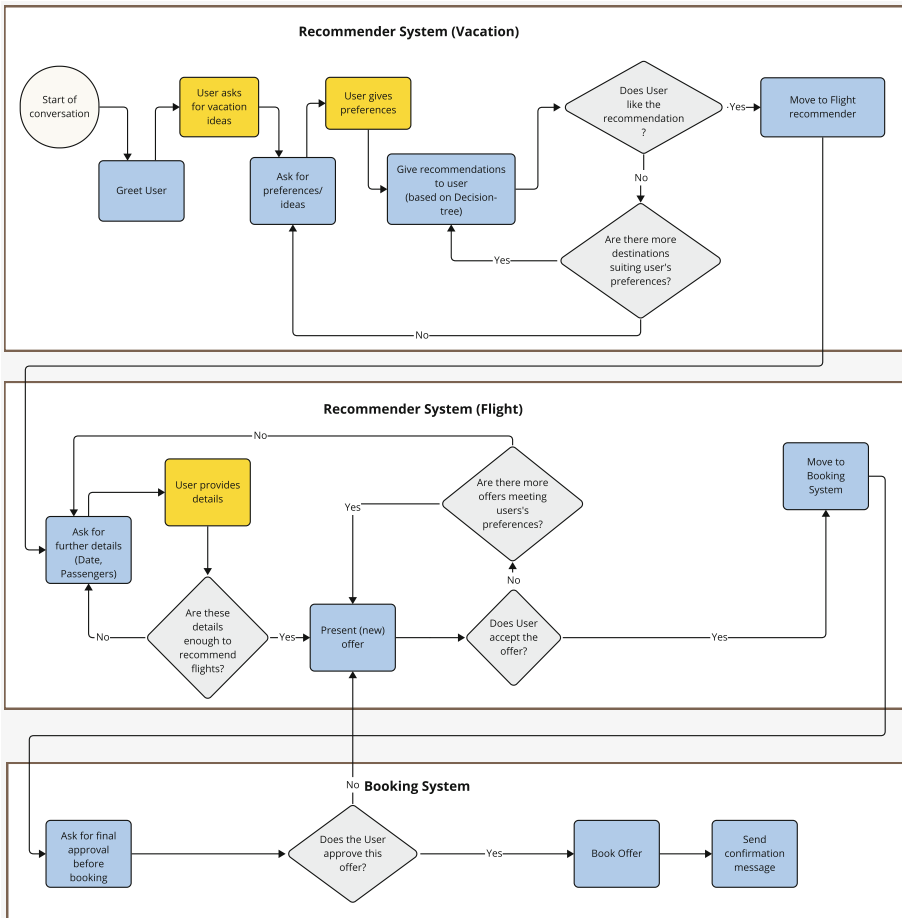 Recommender System (Vacation)
Start of
conversation
Greet User
User asks
for vacation
ideas
Ask for
preferences/
ideas
User gives
preferences
Give recommendations
to user
(based on Decision-
tree)
Does User
like the
recommendation
?
Yes
Move to Flight
recommender
No
Are there more
destinations
suiting user's
preferences?
Yes
No
Recommender System (Flight)
No
Ask for
further details
(Date,
Passengers)
User provides
details
Are these
details
enough to
recommend
flights?
No
Yes
Present (new)
offer
Yes
Are there more
offers meeting
users's
preferences?
No
Does User
accept the
offer?
Yes
Move to
Booking
System
Booking System
No
Ask for final
approval
before
booking
Does the User
approve this
offer?
Yes
Book Offer
Send
confirmation
message